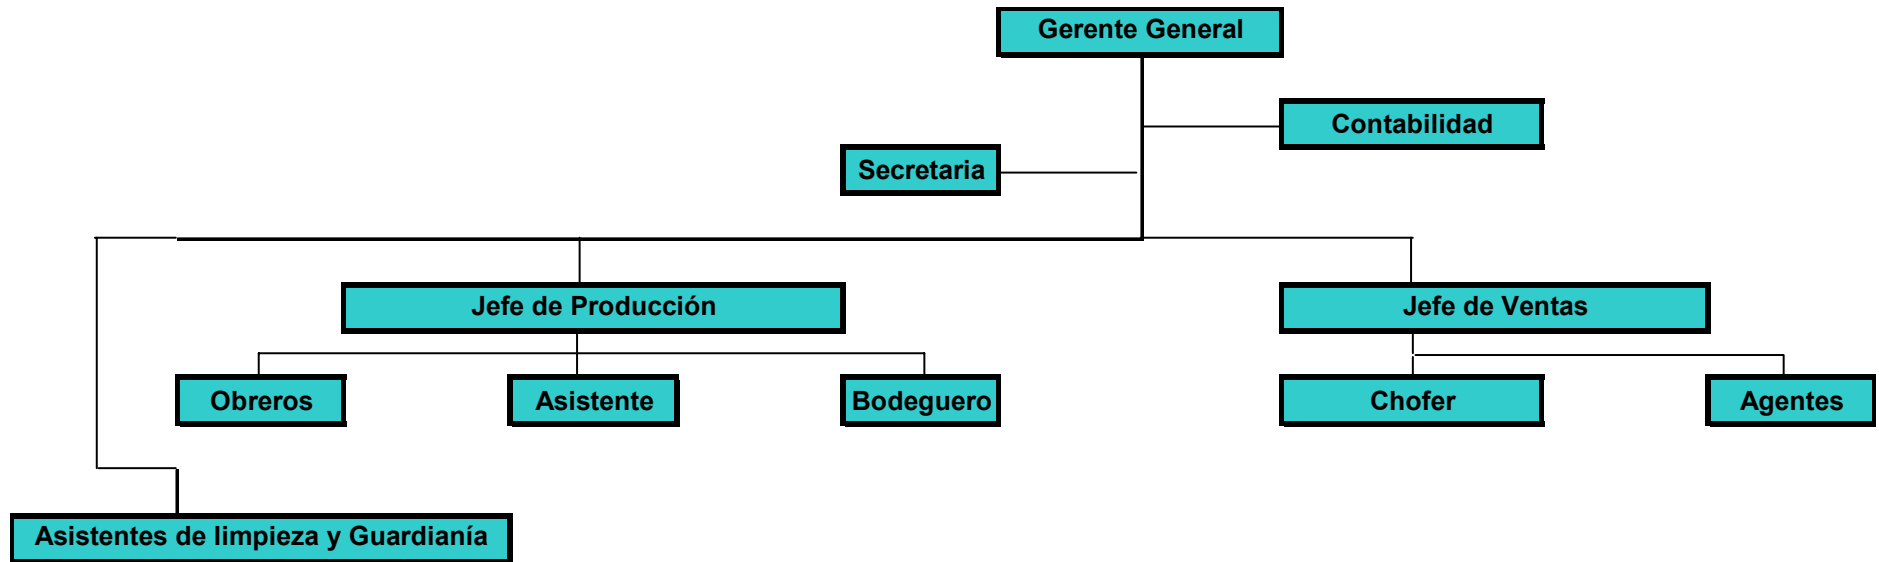 Gerente General
Contabilidad
Secretaria
Jefe de Producción
Jefe de Ventas
Obreros
Asistente
Bodeguero
Chofer
Agentes
Asistentes de limpieza y Guardianía